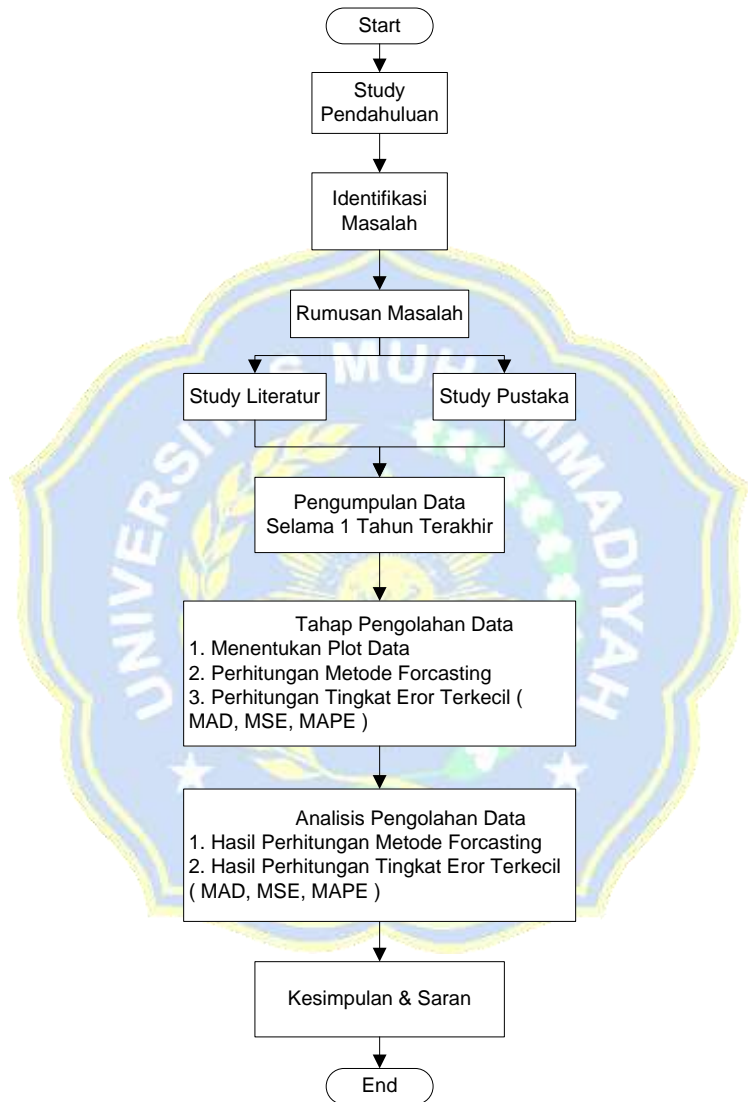 Start
Study
Pendahuluan
Identifikasi
Masalah
Rumusan Masalah
Study Literatur
Study Pustaka
Pengumpulan Data
Selama 1 Tahun Terakhir
Tahap Pengolahan Data
1. Menentukan Plot Data
2. Perhitungan Metode Forcasting
3. Perhitungan Tingkat Eror Terkecil (
MAD, MSE, MAPE )
Analisis Pengolahan Data
1. Hasil Perhitungan Metode Forcasting
2. Hasil Perhitungan Tingkat Eror Terkecil
( MAD, MSE, MAPE )
Kesimpulan & Saran
End